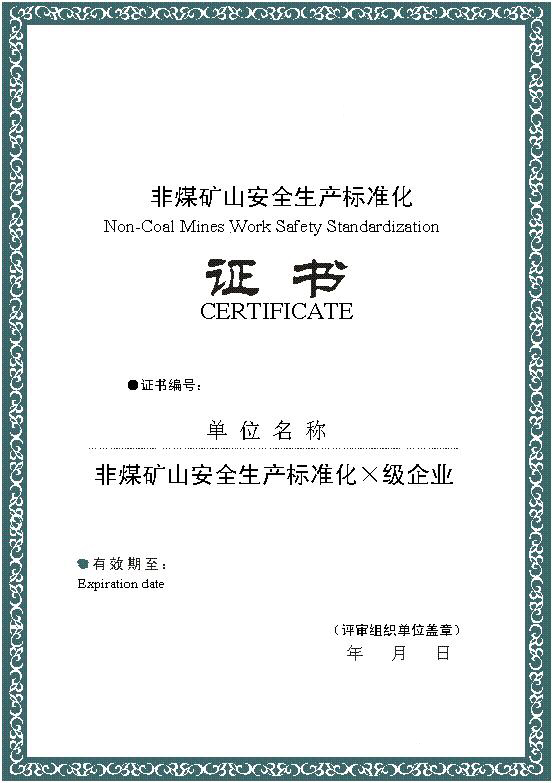 非煤矿山安全生产标准化
Non-Coal Mines Work Safety Standardization
证 书
CERTIFICATE
●证书编号：
单 位 名 称
非煤矿山安全生产标准化×级企业
有效期至：
Expiration date
（评审组织单位盖章）
年 月 日